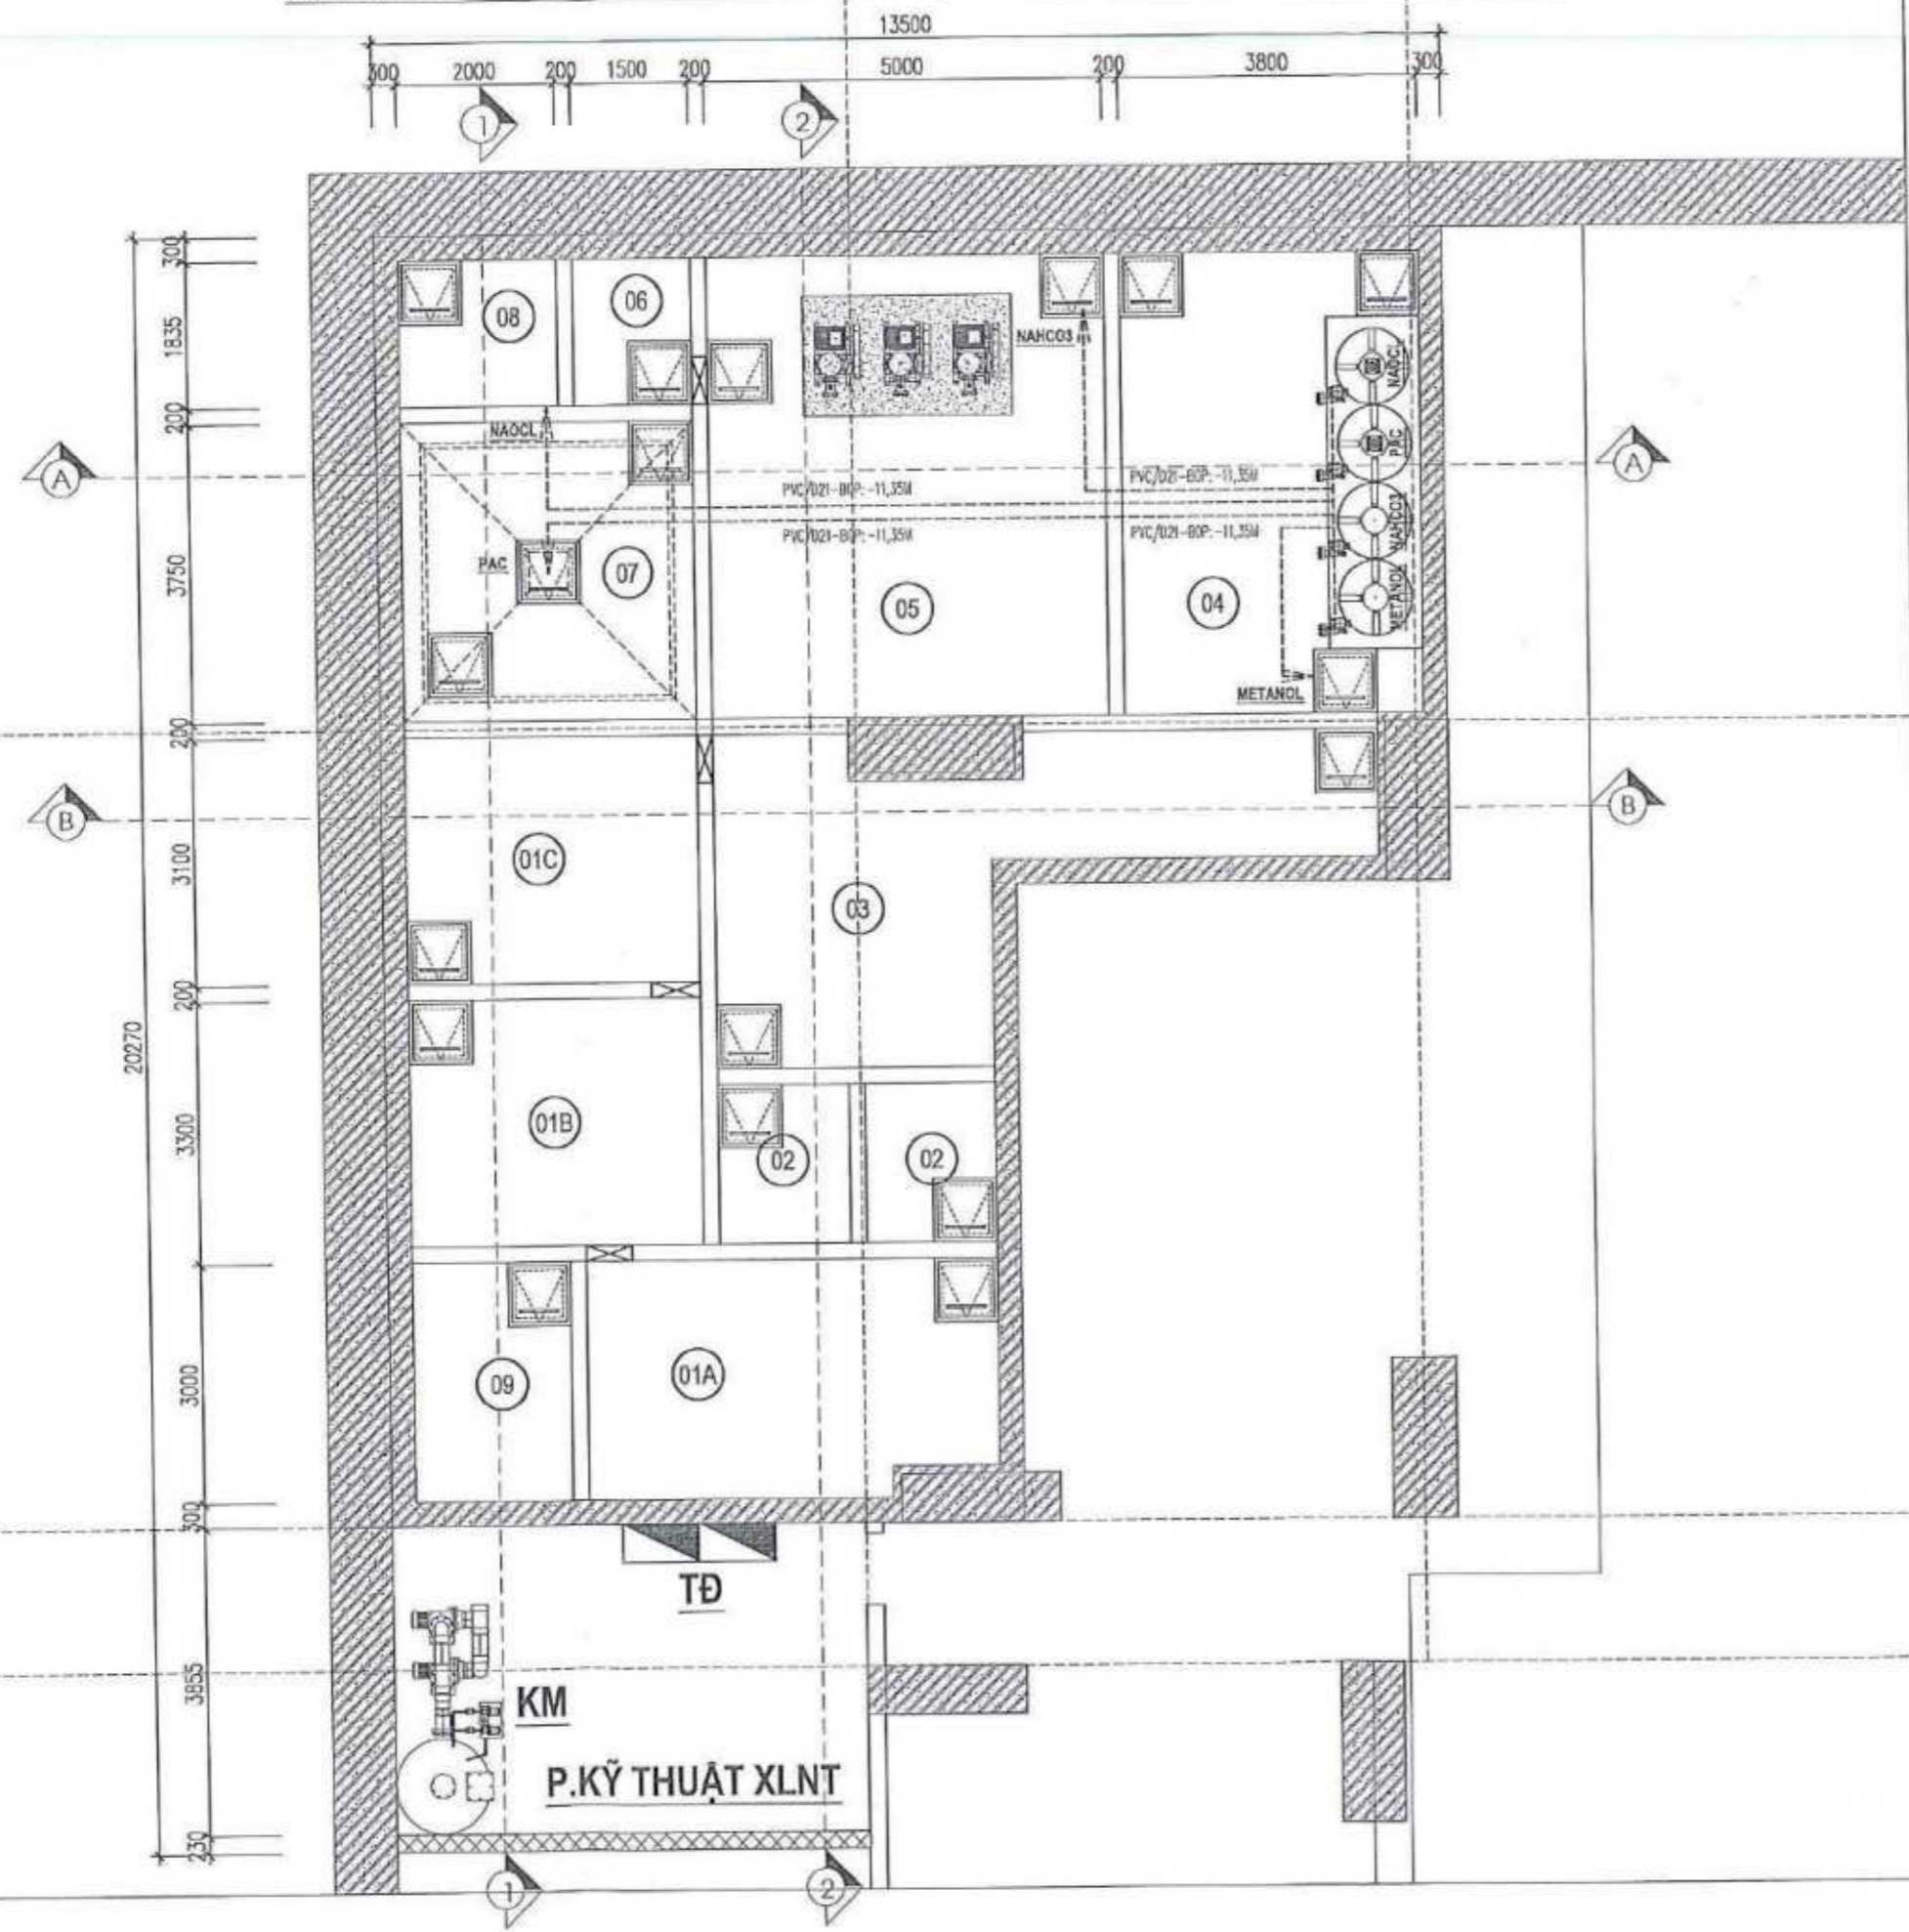 13500
300 2000 200 1500 200 5000 200 3800 300
1 2
300
1835
200
3750
200
3100
200
3300
3000
300
3855
230
20270
08 06
NAHCO3
NAOCL
PAC
NAHCO3
METANOL
NAOCL
A A
PVC/D21-BOP:-11,35M PVC/D21-BOP:-11,35M
PVC/D21-BOP:-11,35M PVC/D21-BOP:-11,35M
PAC
07
05
04
METANOL
B B
01C
03
01B
02 02
09
01A
TĐ
KM
P.KỸ THUẬT XLNT
1 2